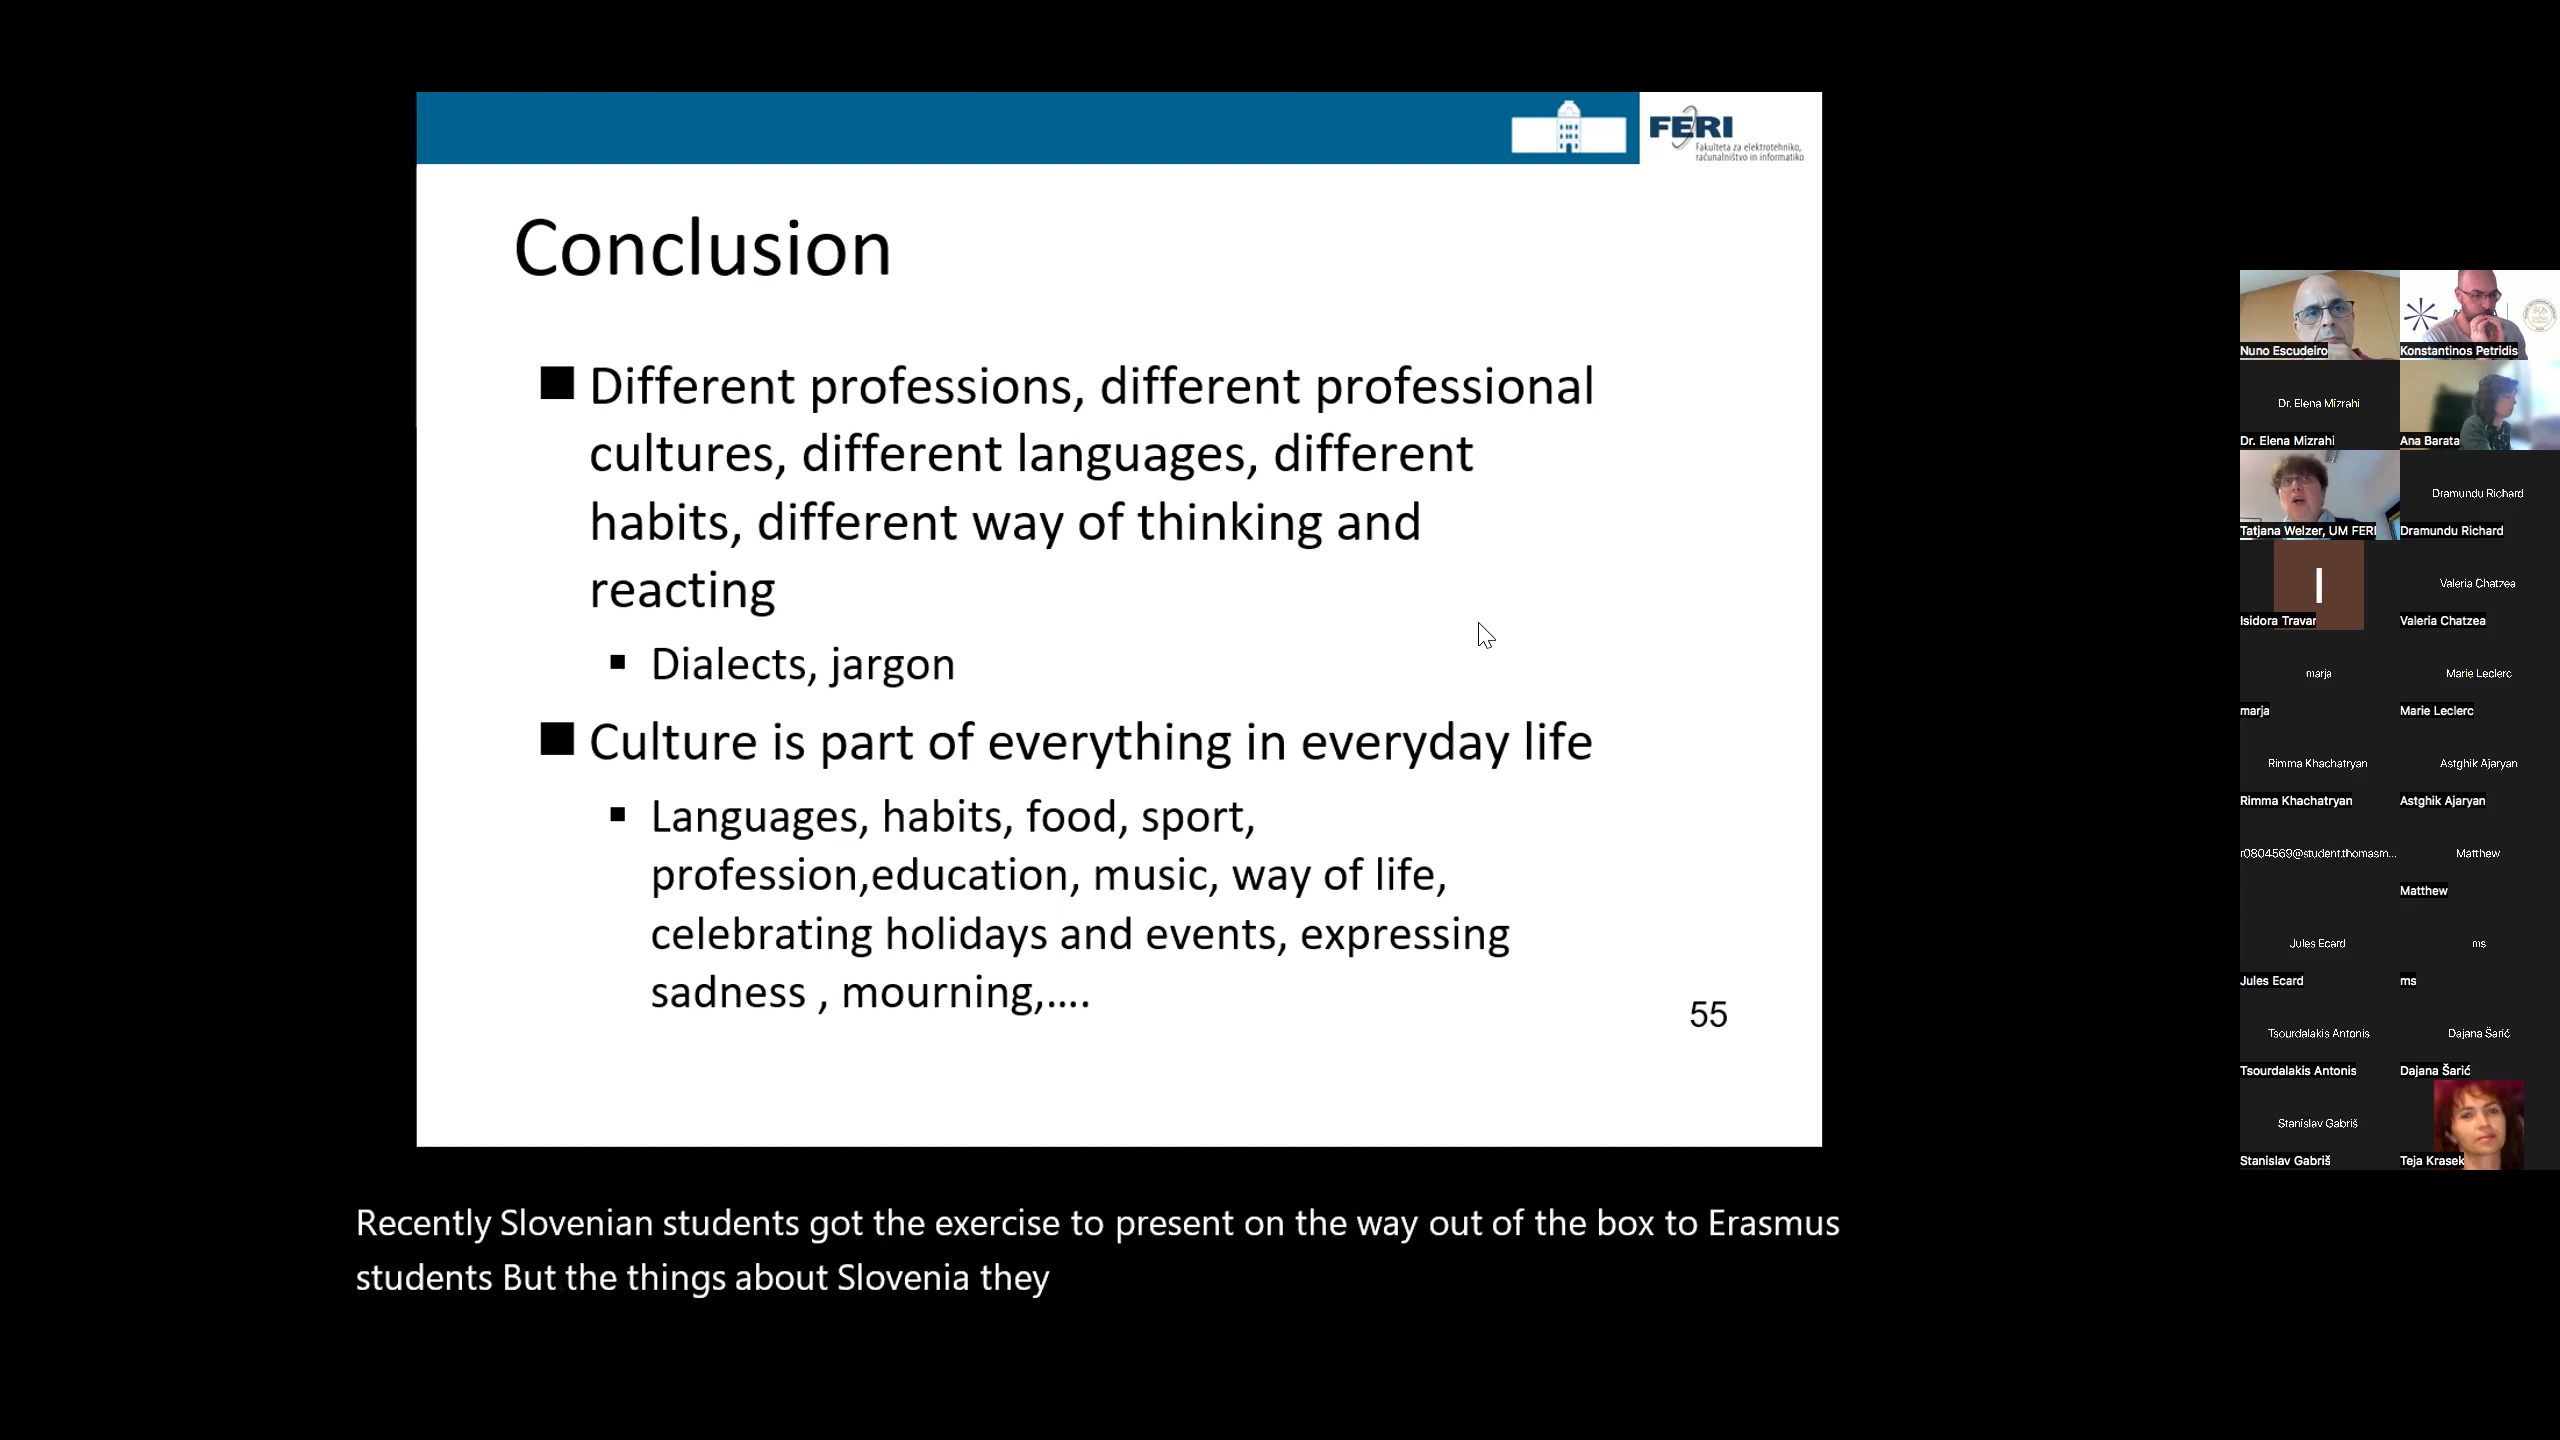 FERI
Fakulteta za elektrotehniko,
računalništvo in informatiko
Conclusion
Different professions, different professional
cultures, different languages, different
habits, different way of thinking and
reacting
Dialects, jargon
Culture is part of everything in everyday life
Languages, habits, food, sport,
profession,education, music, way of life,
celebrating holidays and events, expressing
sadness , mourning,....
55
Recently Slovenian students got the exercise to present on the way out of the box to Erasmus
students But the things about Slovenia they
Nuno Escudeiro
Konstantinos Petridis
Dr. Elena Mizrahi
Dr. Elena Mizrahi
Ana Barata
Tatjana Welzer, UM FERI
Dramundu Richard
Dramundu Richard
I
Isidora Travar
Valeria Chatzea
Valeria Chatzea
marja
marja
Marie Leclerc
Marie Leclerc
Rimma Khachatryan
Rimma Khachatryan
Astghik Ajaryan
Astghik Ajaryan
r0804569@student.thomasm...
Matthew
Matthew
Jules Ecard
Jules Ecard
ms
ms
Tsourdalakis Antonis
Tsourdalakis Antonis
Dajana Šarić
Dajana Šarić
Stanislav Gabriš
Stanislav Gabriš
Teja Krasek